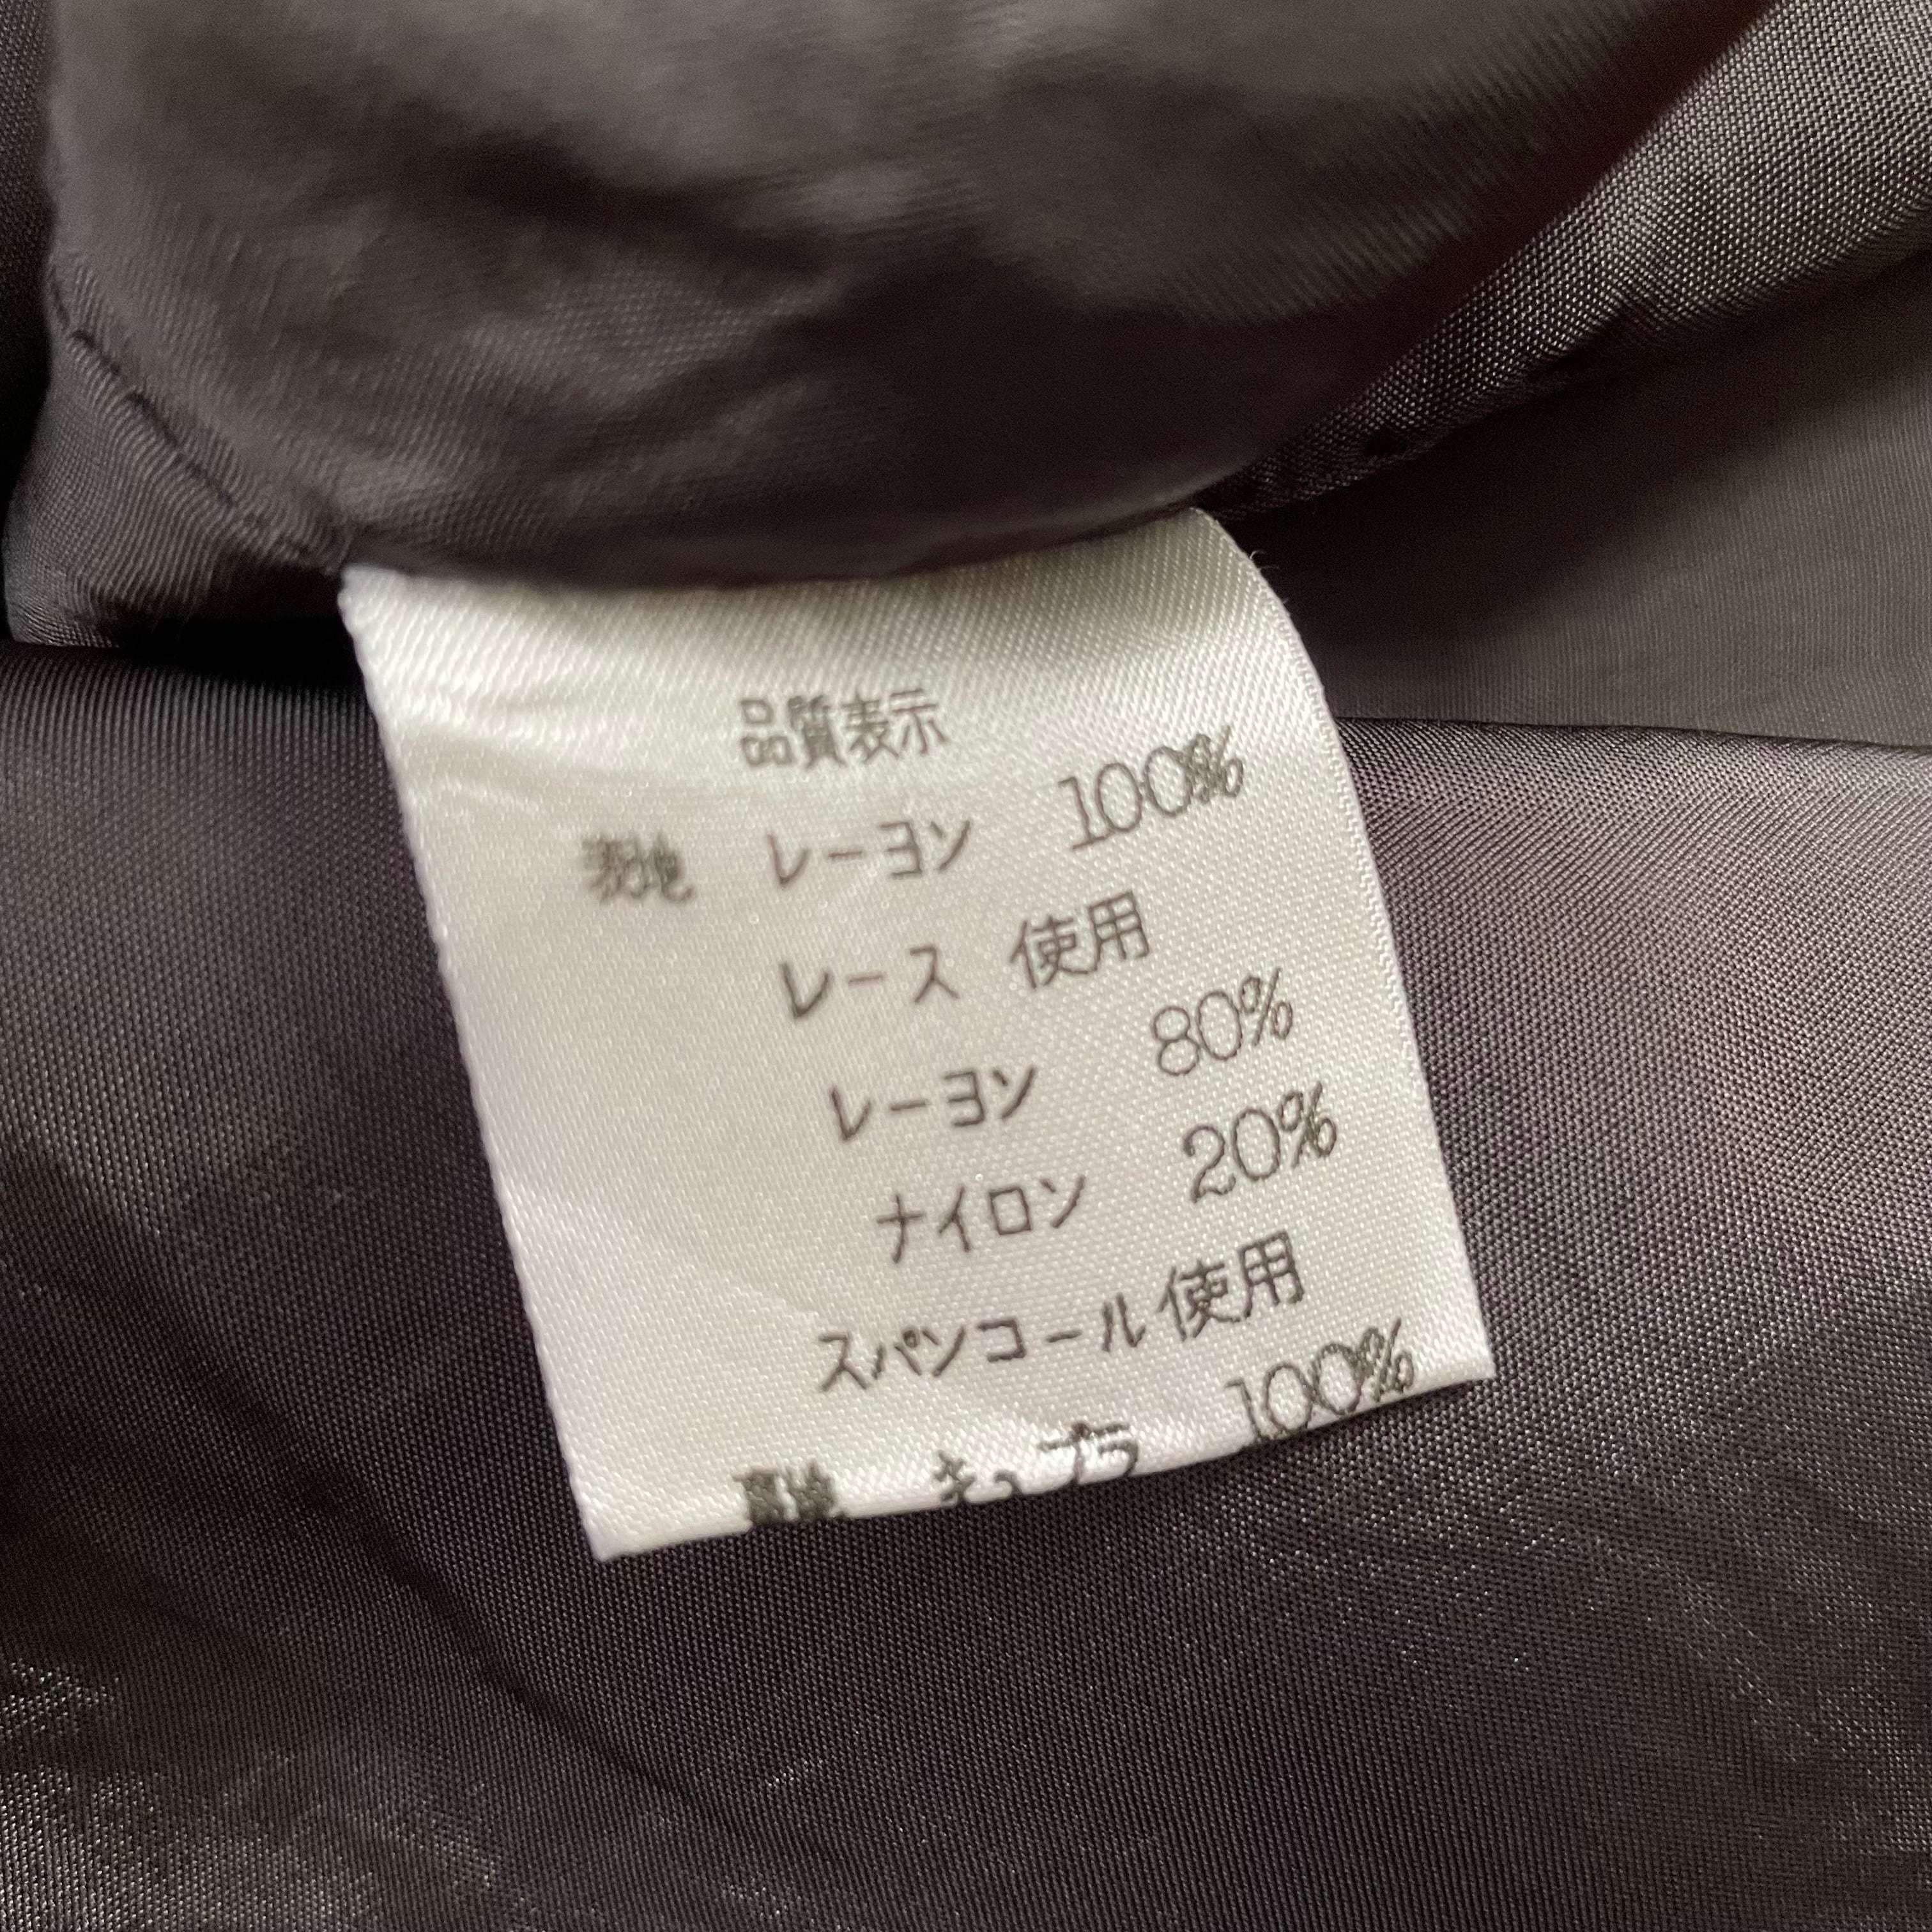 品質表示
表地 レーヨン 100%
レース 使用
レーヨン 80%
ナイロン 20%
スパンコール使用
裏地 キュプラ 100%